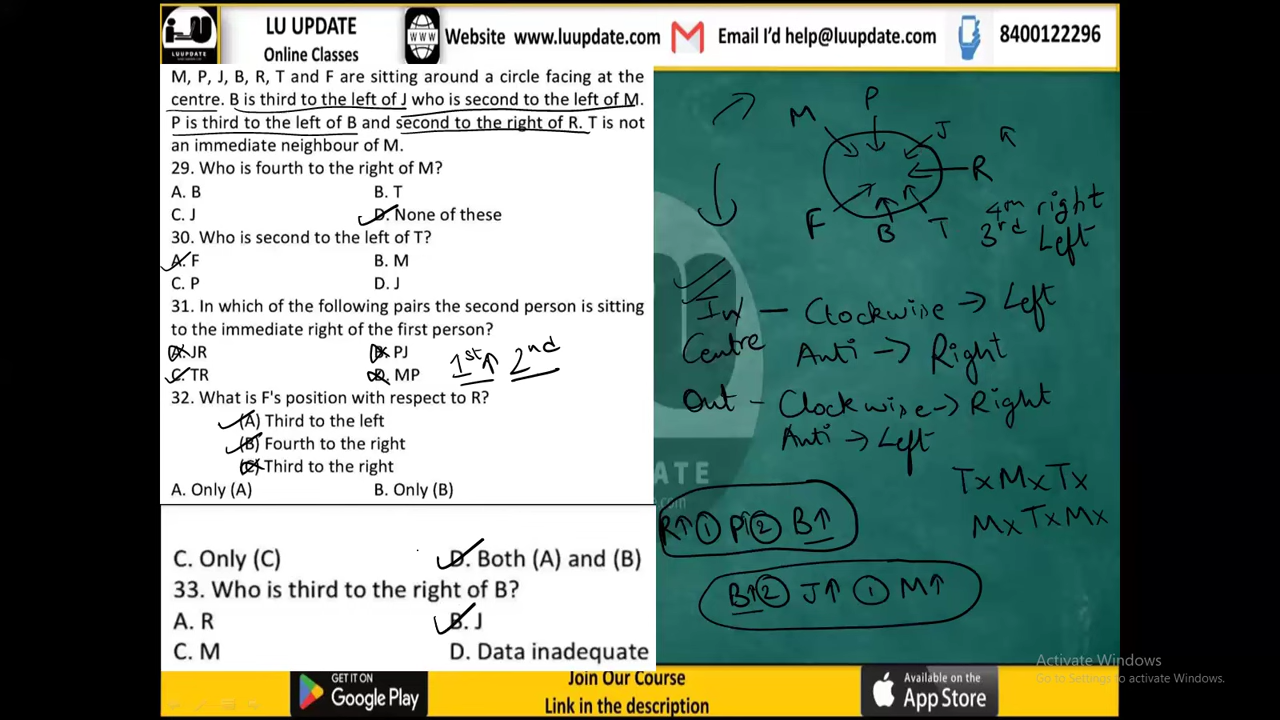 LU UPDATE
Online Classes
LUUPDATE
WWW
Website www.luupdate.com
Email I'd help@luupdate.com
8400122296
M, P, J, B, R, T and F are sitting around a circle facing at the
centre. B is third to the left of J who is second to the left of M.
P is third to the left of B and second to the right of R. T is not
an immediate neighbour of M.
29. Who is fourth to the right of M?
A. B B. T
C. J D. None of these
30. Who is second to the left of T?
A. F B. M
C. P D. J
31. In which of the following pairs the second person is sitting
to the immediate right of the first person?
A. JR B. PJ
C. TR D. MP
1st↑ 2nd
32. What is F's position with respect to R?
(A) Third to the left
(B) Fourth to the right
(C) Third to the right
A. Only (A) B. Only (B)
C. Only (C) D. Both (A) and (B)
33. Who is third to the right of B?
A. R B. J
C. M D. Data inadequate
P
M J
R
F B T
4th right
3rd Left
In - Clockwise → Left
Centre Anti → Right
Out - Clockwise → Right
Anti → Left
PDATE
.com
T× M× T×
R↑ ① P↑ ② B↑
M× T× M×
B↑ ② J↑ ① M↑
Activate Windows
Go to Settings to activate Windows.
GET IT ON
Google Play
Join Our Course
Link in the description
Available on the
App Store